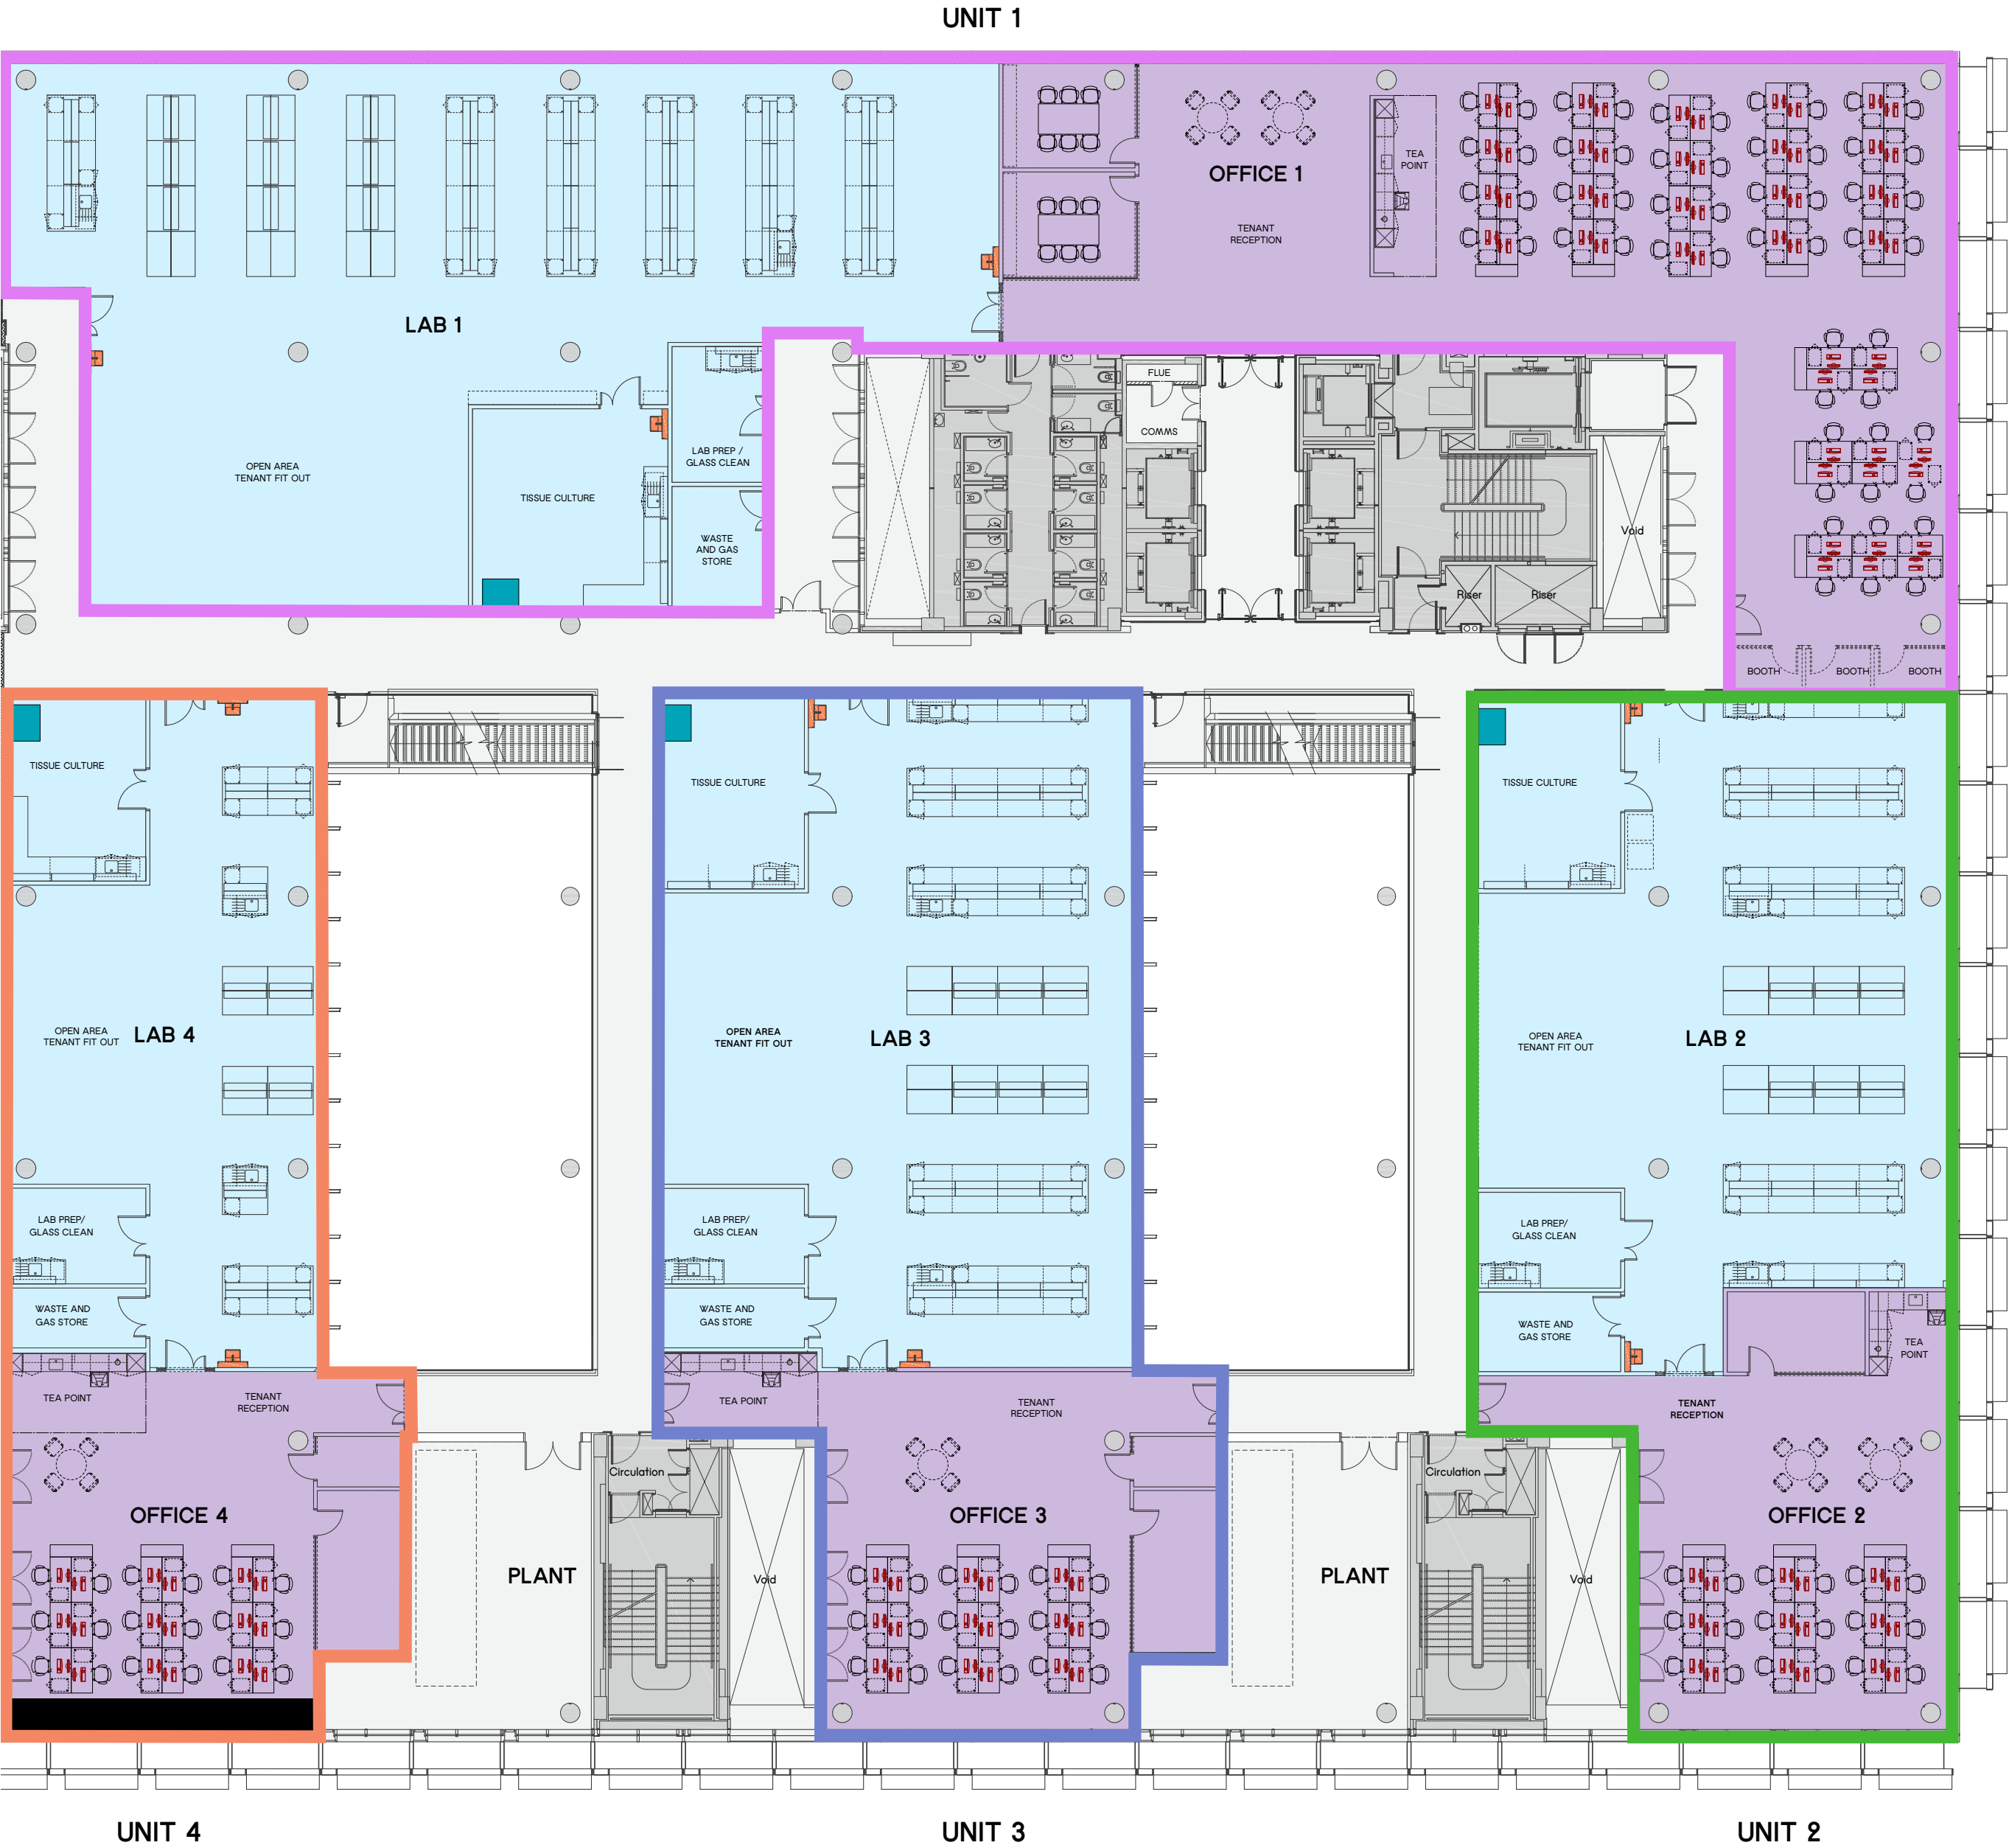 UNIT 1
OFFICE 1
TEA
POINT
TENANT
RECEPTION
LAB 1
FLUE
COMMS
LAB PREP /
GLASS CLEAN
OPEN AREA
TENANT FIT OUT
TISSUE CULTURE
WASTE
AND GAS
STORE
Void
Riser
Riser
BOOTH
BOOTH
BOOTH
TISSUE CULTURE
OPEN AREA
TENANT FIT OUT
LAB 4
LAB PREP/
GLASS CLEAN
WASTE AND
GAS STORE
TEA POINT
TENANT
RECEPTION
OFFICE 4
TISSUE CULTURE
OPEN AREA
TENANT FIT OUT
LAB 3
LAB PREP/
GLASS CLEAN
WASTE AND
GAS STORE
TEA POINT
TENANT
RECEPTION
Circulation
OFFICE 3
PLANT
Void
TISSUE CULTURE
OPEN AREA
TENANT FIT OUT
LAB 2
LAB PREP/
GLASS CLEAN
WASTE AND
GAS STORE
TEA
POINT
TENANT
RECEPTION
Circulation
OFFICE 2
PLANT
Void
UNIT 4
UNIT 3
UNIT 2